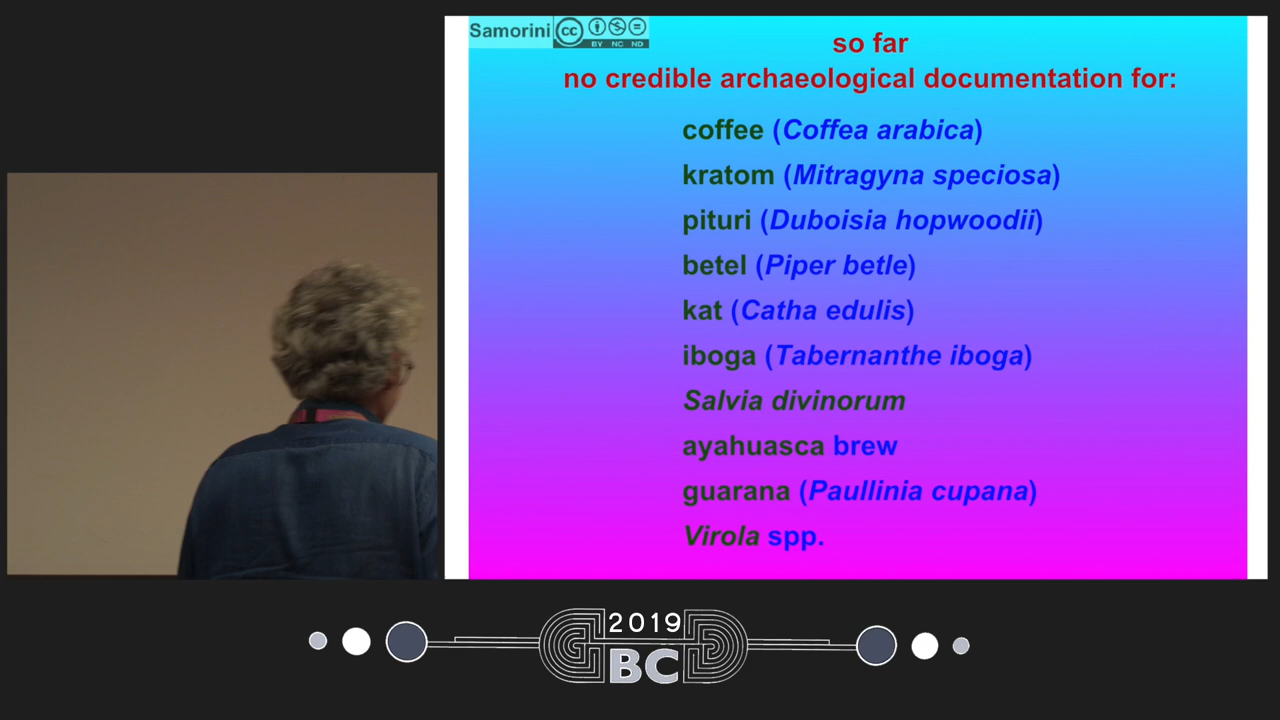 Samorini
cc
BY NC ND
so far
no credible archaeological documentation for:
coffee (Coffea arabica)
kratom (Mitragyna speciosa)
pituri (Duboisia hopwoodii)
betel (Piper betle)
kat (Catha edulis)
iboga (Tabernanthe iboga)
Salvia divinorum
ayahuasca brew
guarana (Paullinia cupana)
Virola spp.
2019
BC